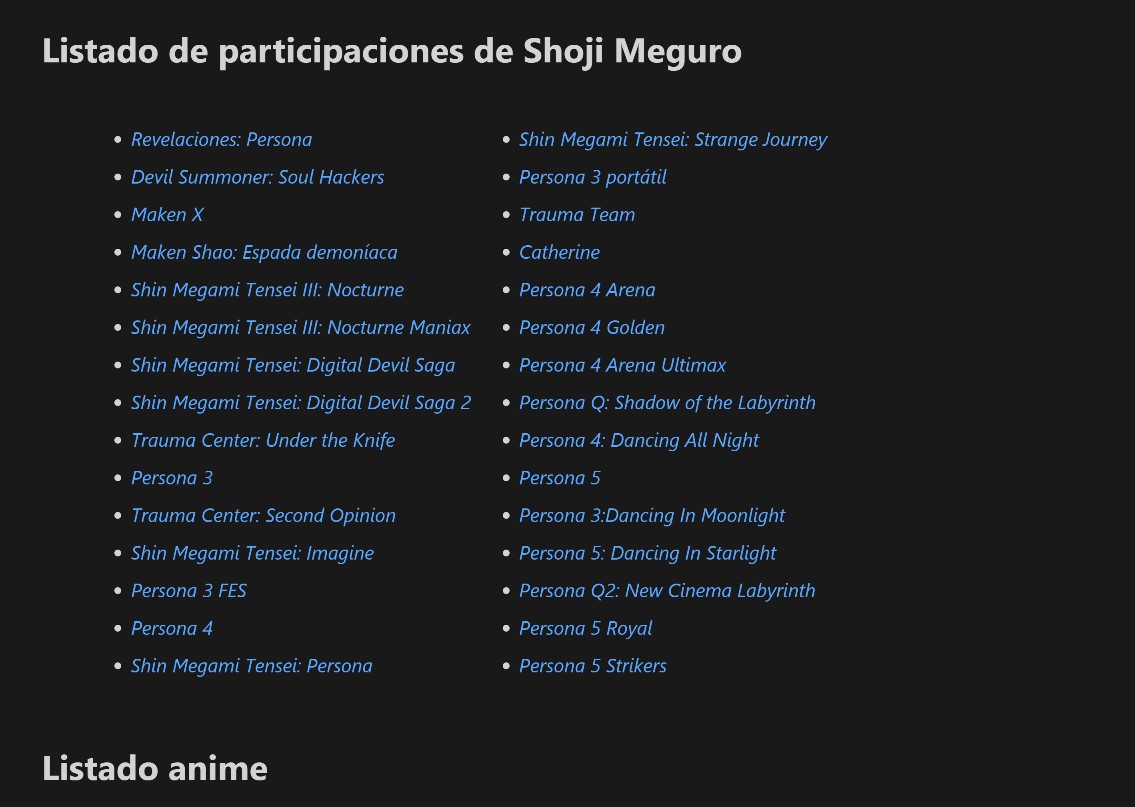 Listado de participaciones de Shoji Meguro
Revelaciones: Persona
Devil Summoner: Soul Hackers
Maken X
Maken Shao: Espada demoníaca
Shin Megami Tensei III: Nocturne
Shin Megami Tensei III: Nocturne Maniax
Shin Megami Tensei: Digital Devil Saga
Shin Megami Tensei: Digital Devil Saga 2
Trauma Center: Under the Knife
Persona 3
Trauma Center: Second Opinion
Shin Megami Tensei: Imagine
Persona 3 FES
Persona 4
Shin Megami Tensei: Persona
Shin Megami Tensei: Strange Journey
Persona 3 portátil
Trauma Team
Catherine
Persona 4 Arena
Persona 4 Golden
Persona 4 Arena Ultimax
Persona Q: Shadow of the Labyrinth
Persona 4: Dancing All Night
Persona 5
Persona 3:Dancing In Moonlight
Persona 5: Dancing In Starlight
Persona Q2: New Cinema Labyrinth
Persona 5 Royal
Persona 5 Strikers
Listado anime